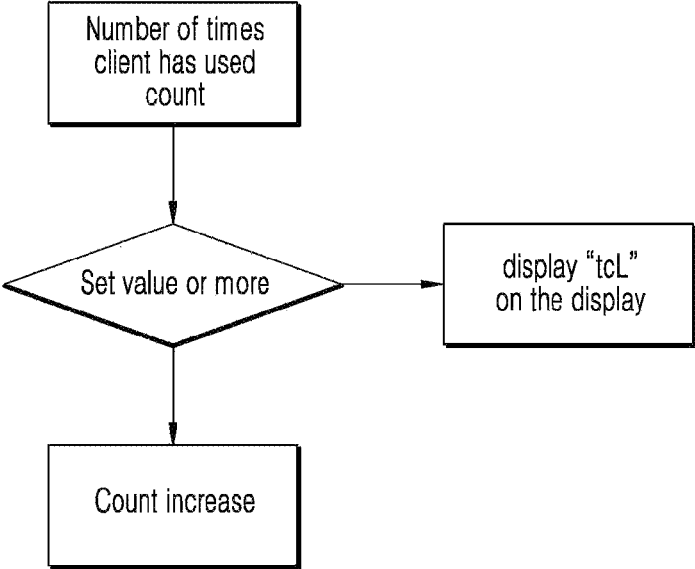 Number of times
client has used
count
Set value or more
display “tcL”
on the display
Count increase